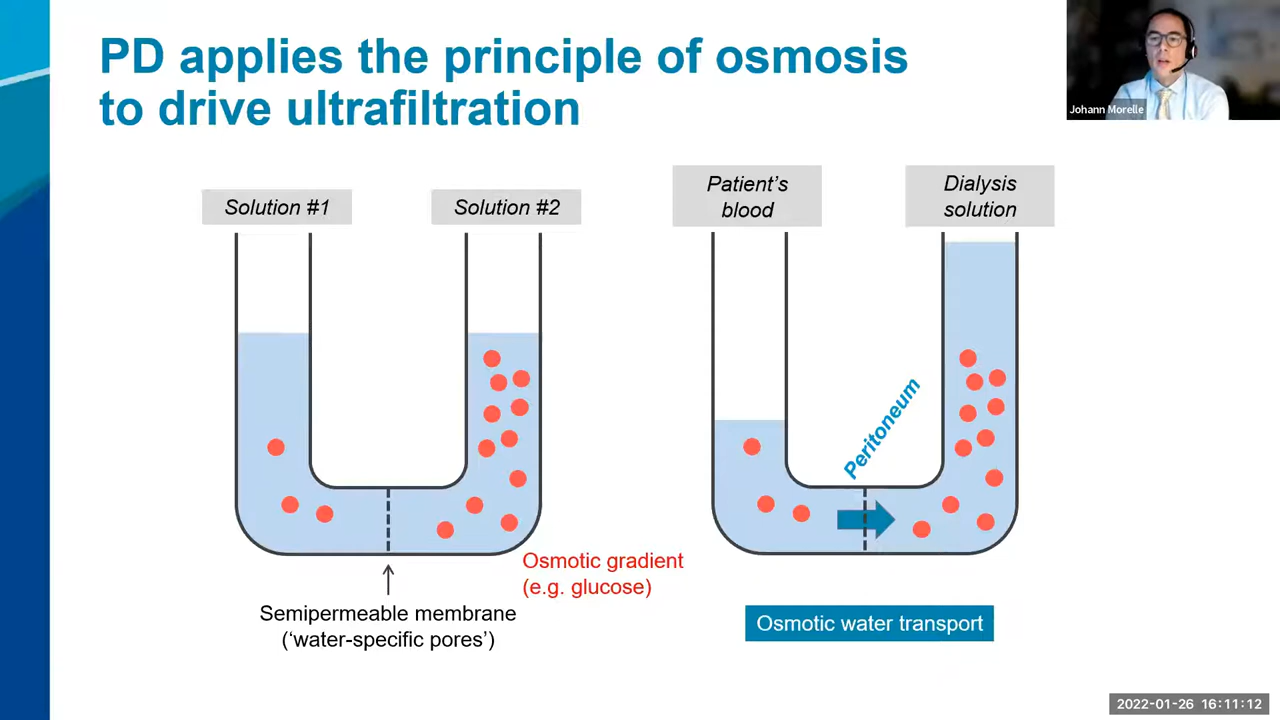 PD applies the principle of osmosis
to drive ultrafiltration
Johann Morelle
Solution #1
Solution #2
Patient’s
blood
Dialysis
solution
Peritoneum
Osmotic gradient
(e.g. glucose)
Semipermeable membrane
(‘water-specific pores’)
Osmotic water transport
2022-01-26 16:11:12